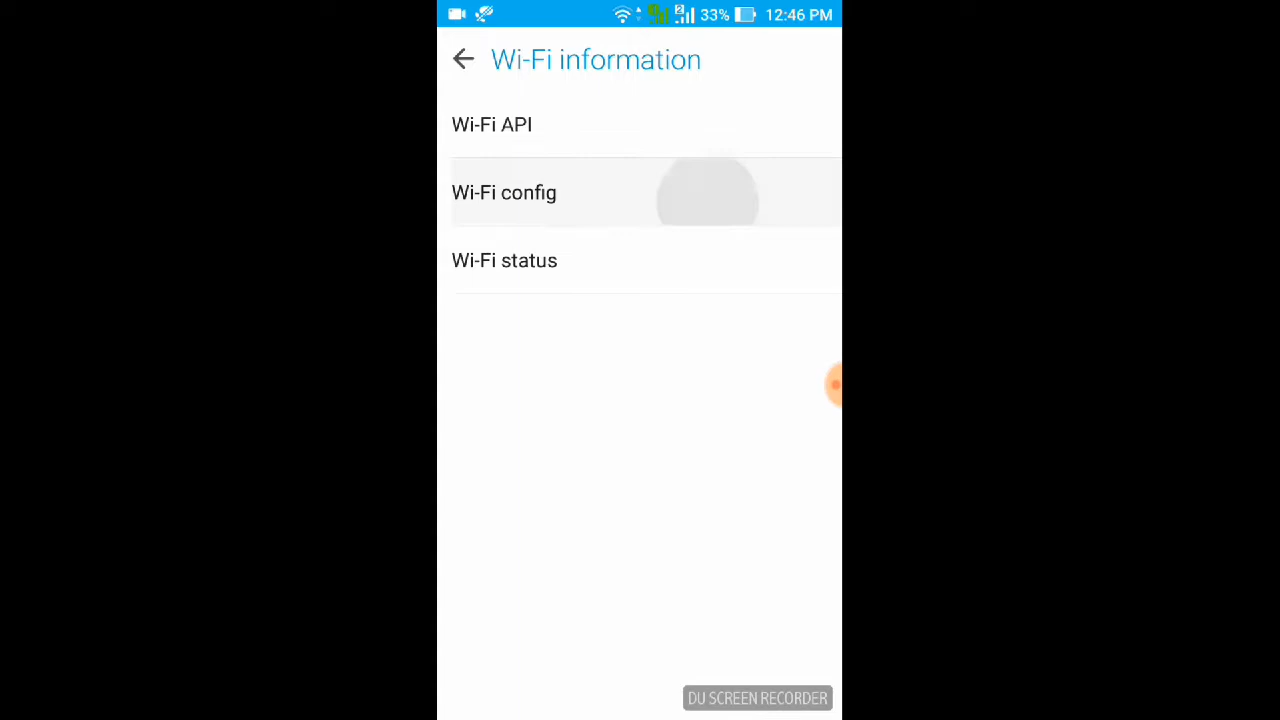 2 33% 12:46 PM
Wi-Fi information
Wi-Fi API
Wi-Fi config
Wi-Fi status
DU SCREEN RECORDER